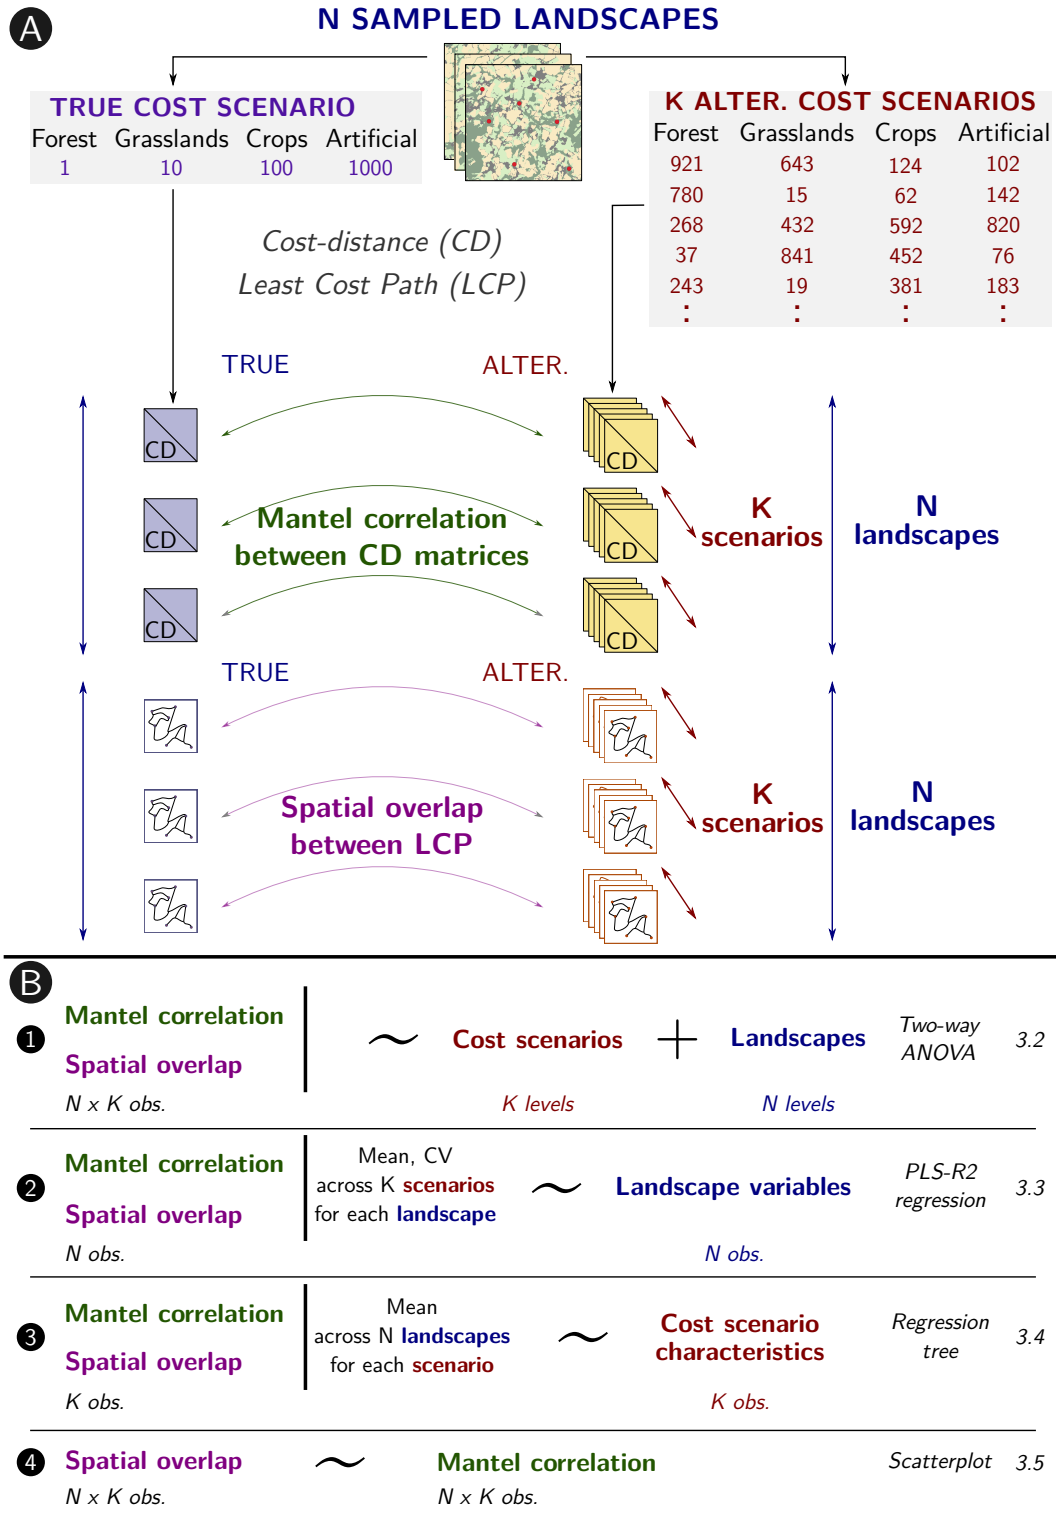 A
N SAMPLED LANDSCAPES
TRUE COST SCENARIO
Forest Grasslands Crops Artificial
1 10 100 1000
K ALTER. COST SCENARIOS
Forest Grasslands Crops Artificial
921 643 124 102
780 15 62 142
268 432 592 820
37 841 452 76
243 19 381 183
: : : :
Cost-distance (CD)
Least Cost Path (LCP)
TRUE ALTER.
CD CD
CD CD
CD CD
Mantel correlation
between CD matrices
K
scenarios
N
landscapes
TRUE ALTER.
Spatial overlap
between LCP
K
scenarios
N
landscapes
B
1
Mantel correlation
Spatial overlap
N x K obs.
~ Cost scenarios + Landscapes
K levels N levels
Two-way
ANOVA
3.2
2
Mantel correlation
Spatial overlap
N obs.
Mean, CV
across K scenarios
for each landscape
~ Landscape variables
N obs.
PLS-R2
regression
3.3
3
Mantel correlation
Spatial overlap
K obs.
Mean
across N landscapes
for each scenario
~ Cost scenario
characteristics
K obs.
Regression
tree
3.4
4
Spatial overlap ~ Mantel correlation Scatterplot 3.5
N x K obs. N x K obs.